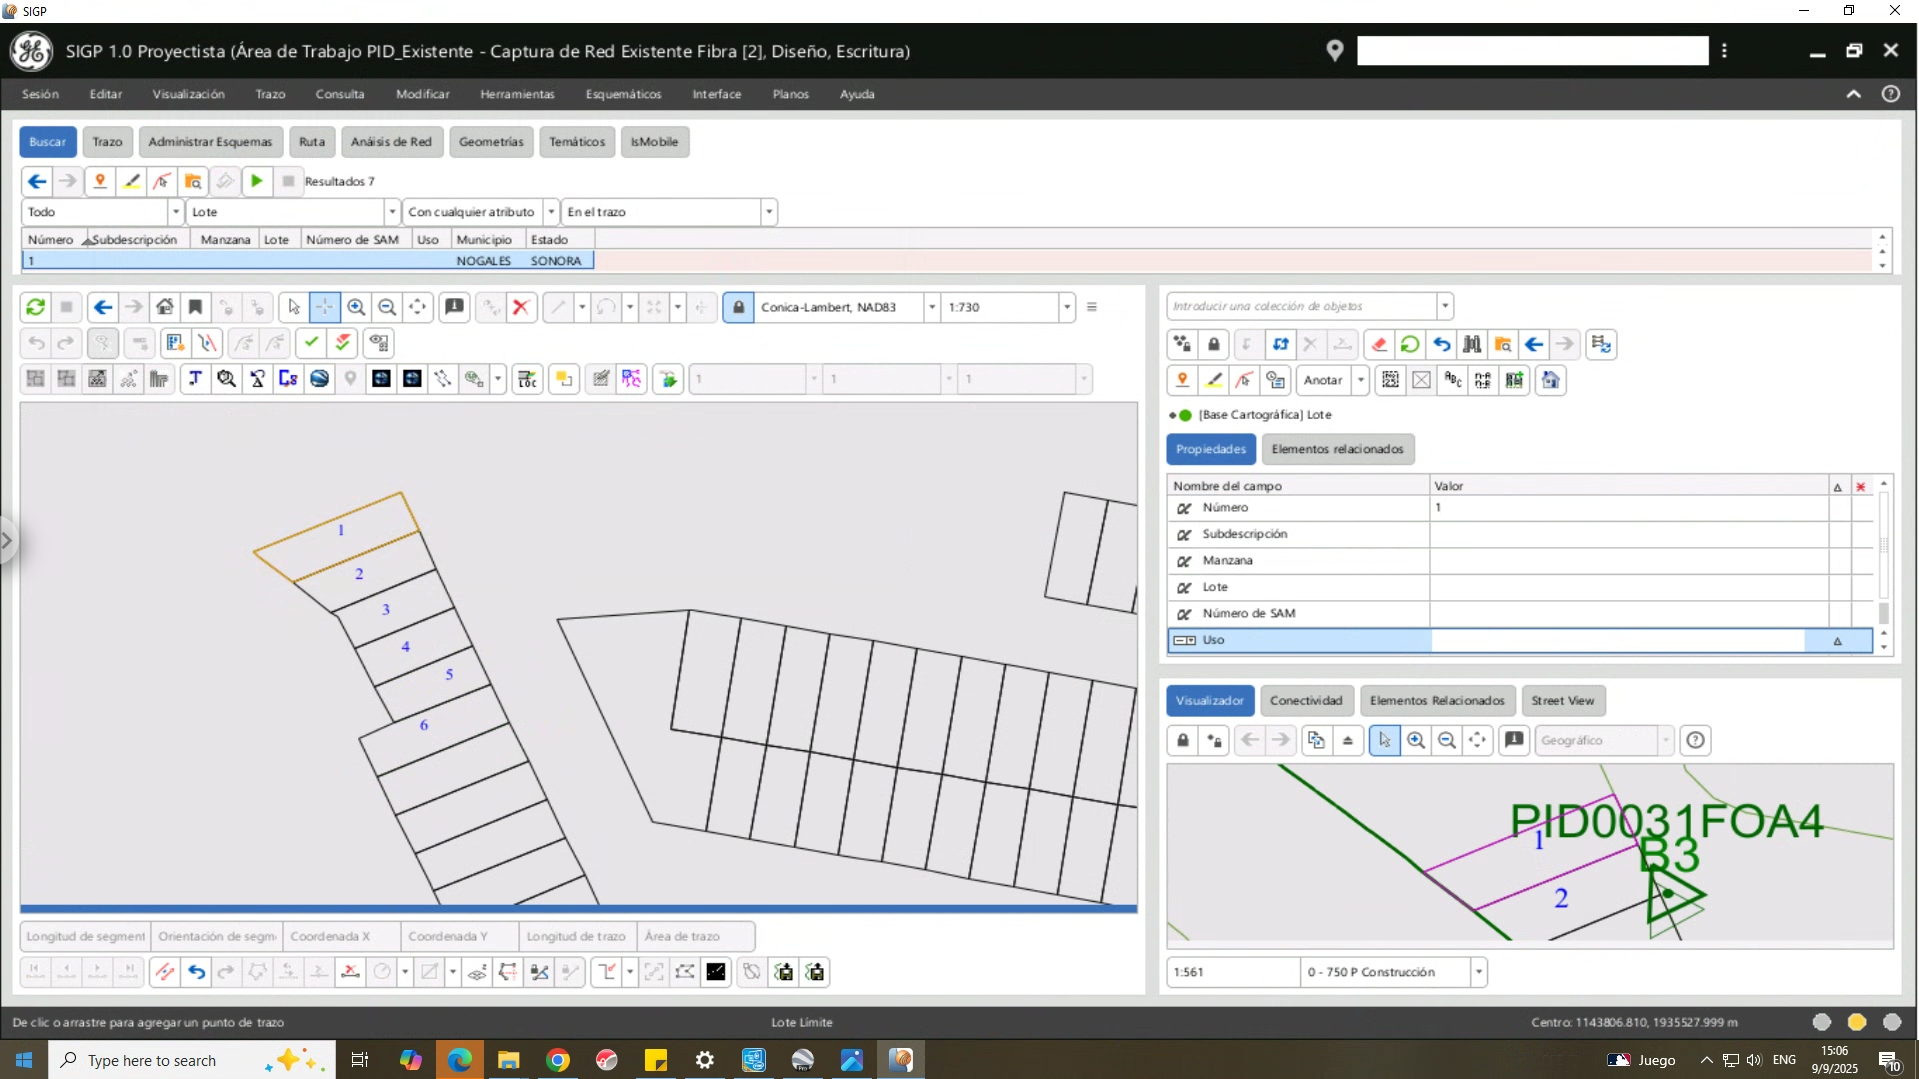 SIGP
SIGP 1.0 Proyectista (Área de Trabajo PID_Existente - Captura de Red Existente Fibra [2], Diseño, Escritura)
Sesión Editar Visualización Trazo Consulta Modificar Herramientas Esquemáticos Interface Planos Ayuda
Buscar Trazo Administrar Esquemas Ruta Anáisis de Red Geometrías Temáticos IsMobile
Resultados 7
Todo Lote Con cualquier atributo En el trazo
Número Subdescripción Manzana Lote Número de SAM Uso Municipio Estado
1 NOGALES SONORA
Conica-Lambert, NAD83 1:730
LOC 1 1 1
1
2
3
4
5
6
Longitud de segment Orientación de segm Coordenada X Coordenada Y Longitud de trazo Área de trazo
Introducir una colección de objetos
Anotar
[Base Cartográfica] Lote
Propiedades Elementos relacionados
Nombre del campo Valor
Número 1
Subdescripción
Manzana
Lote
Número de SAM
Uso
Visualizador Conectividad Elementos Relacionados Street View
Geográfico
PID0031FOA4
1
B3
2
1:561 0 - 750 P Construcción
De clic o arrastre para agregar un punto de trazo Lote Limite Centro: 1143806.810, 1935527.999 m
Type here to search Juego ENG 15:06
9/9/2025 10